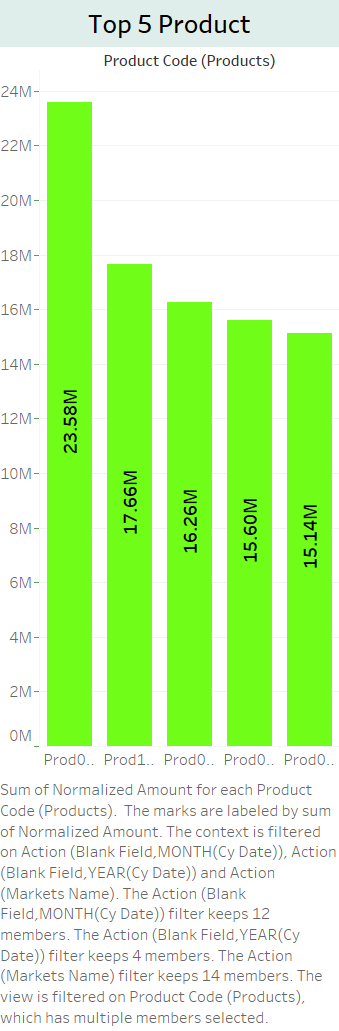 Top 5 Product
Product Code (Products)
24M
22M
20M
18M
16M
14M
12M
10M
8M
6M
4M
2M
0M
23.58M
17.66M
16.26M
15.60M
15.14M
Prod0.. Prod1.. Prod0.. Prod0.. Prod0..
Sum of Normalized Amount for each Product
Code (Products).  The marks are labeled by sum
of Normalized Amount. The context is filtered
on Action (Blank Field,MONTH(Cy Date)), Action
(Blank Field,YEAR(Cy Date)) and Action
(Markets Name). The Action (Blank
Field,MONTH(Cy Date)) filter keeps 12
members. The Action (Blank Field,YEAR(Cy
Date)) filter keeps 4 members. The Action
(Markets Name) filter keeps 14 members. The
view is filtered on Product Code (Products),
which has multiple members selected.